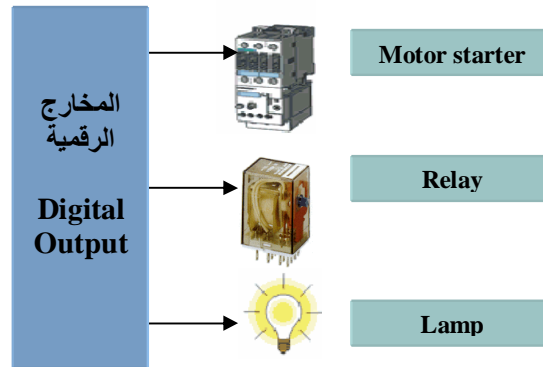 المخارج
الرقمية
Digital
Output
Motor starter
Relay
Lamp